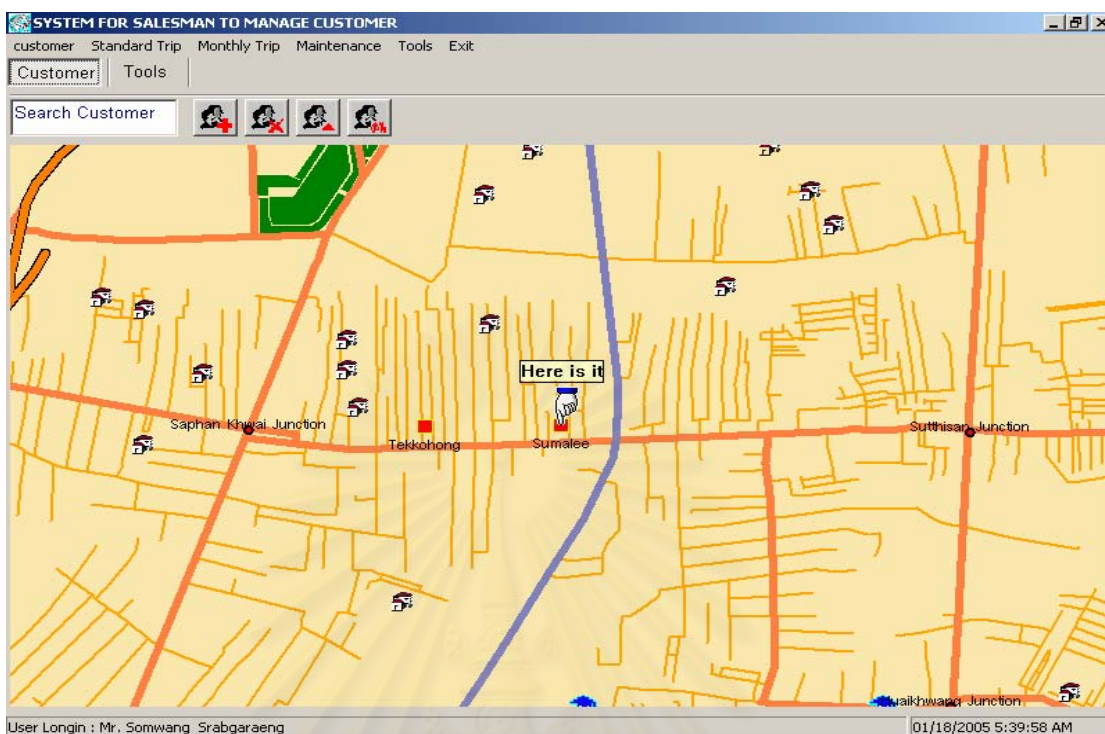 SYSTEM FOR SALESMAN TO MANAGE CUSTOMER
customer Standard Trip Monthly Trip Maintenance Tools Exit
Customer Tools
Search Customer
Here is it
Saphan Khwai Junction
Tekkohong
Sumalee
Sutthisan Junction
uaikhwang Junction
User Longin : Mr. Somwang Srabgaraeng
01/18/2005 5:39:58 AM